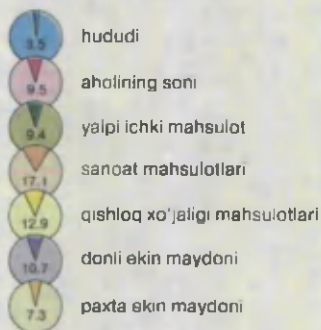 3.5 hududi
9.5 aholining soni
9.4 yalpi ichki mahsulot
17.1 sanoat mahsulotlari
12.9 qishloq xo'jaligi mahsulotlari
10.7 donli ekin maydoni
7.3 paxta ekin maydoni